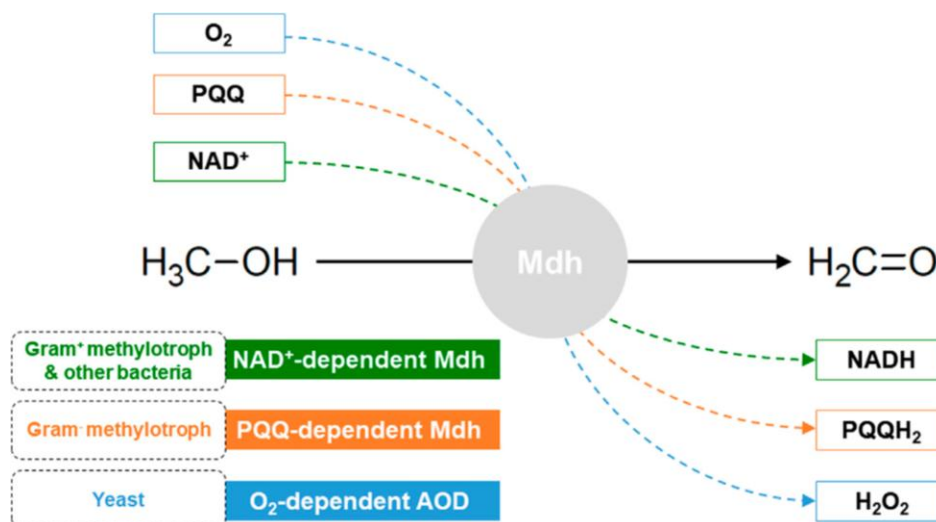 O₂
PQQ
NAD⁺
H₃C–OH
Mdh
H₂C=O
Gram⁺ methylotroph
& other bacteria
NAD⁺-dependent Mdh
NADH
Gram⁻ methylotroph
PQQ-dependent Mdh
PQQH₂
Yeast
O₂-dependent AOD
H₂O₂